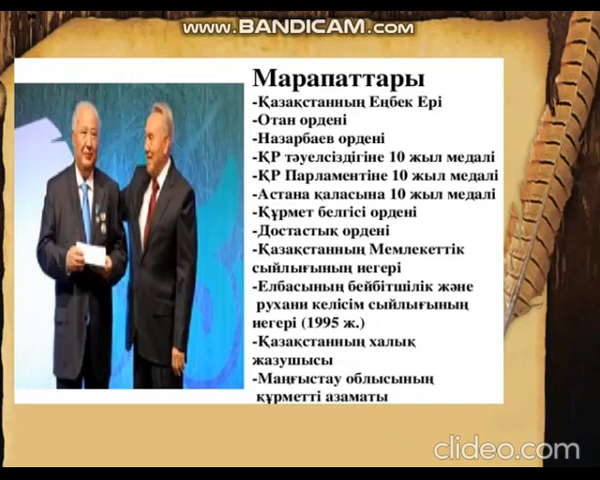 www.BANDICAM.com
Марапаттары
-Қазақстанның Еңбек Ері
-Отан ордені
-Назарбаев ордені
-ҚР тәуелсіздігіне 10 жыл медалі
-ҚР Парламентіне 10 жыл медалі
-Астана қаласына 10 жыл медалі
-Құрмет белгісі ордені
-Достастық ордені
-Қазақстанның Мемлекеттік
сыйлығының иегері
-Елбасының бейбітшілік және
рухани келісім сыйлығының
иегері (1995 ж.)
-Қазақстанның халық
жазушысы
-Маңғыстау облысының
құрметті азаматы
clideo.com